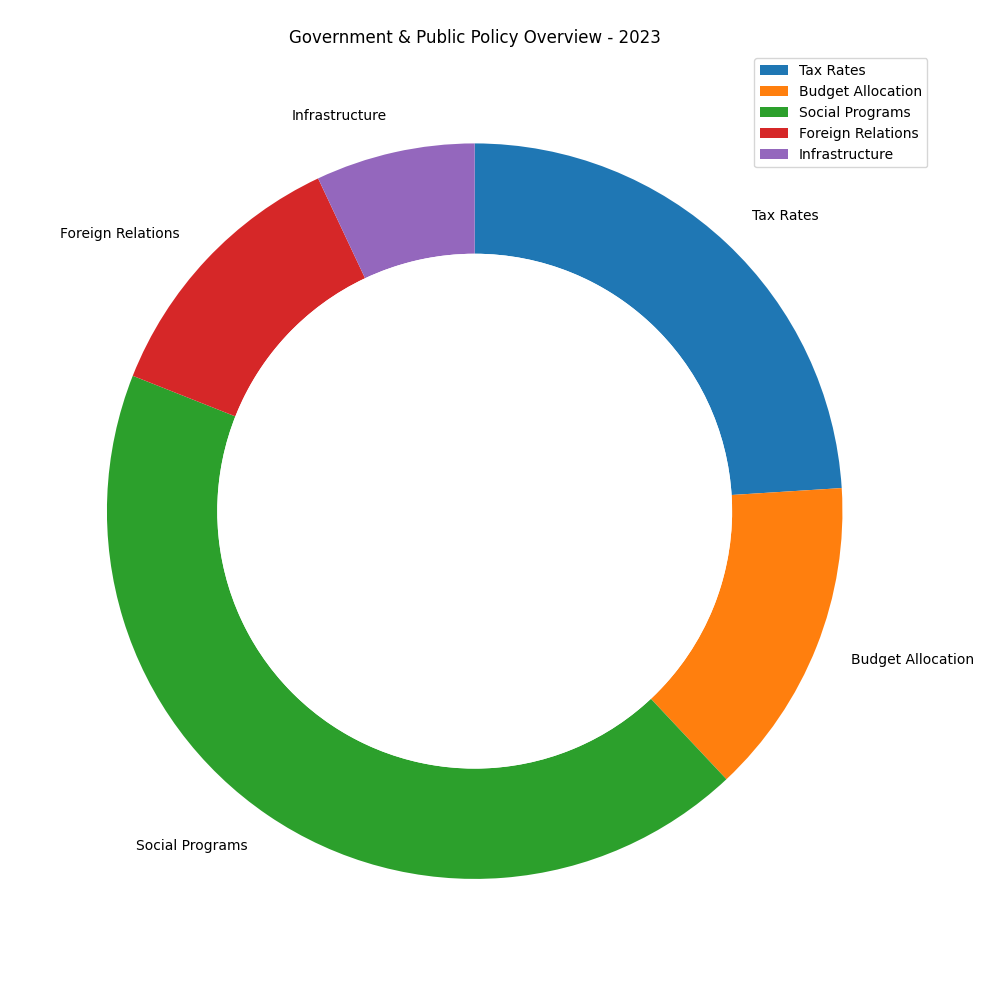 Government & Public Policy Overview - 2023
Tax Rates
Budget Allocation
Social Programs
Foreign Relations
Infrastructure
Infrastructure
Tax Rates
Foreign Relations
Budget Allocation
Social Programs